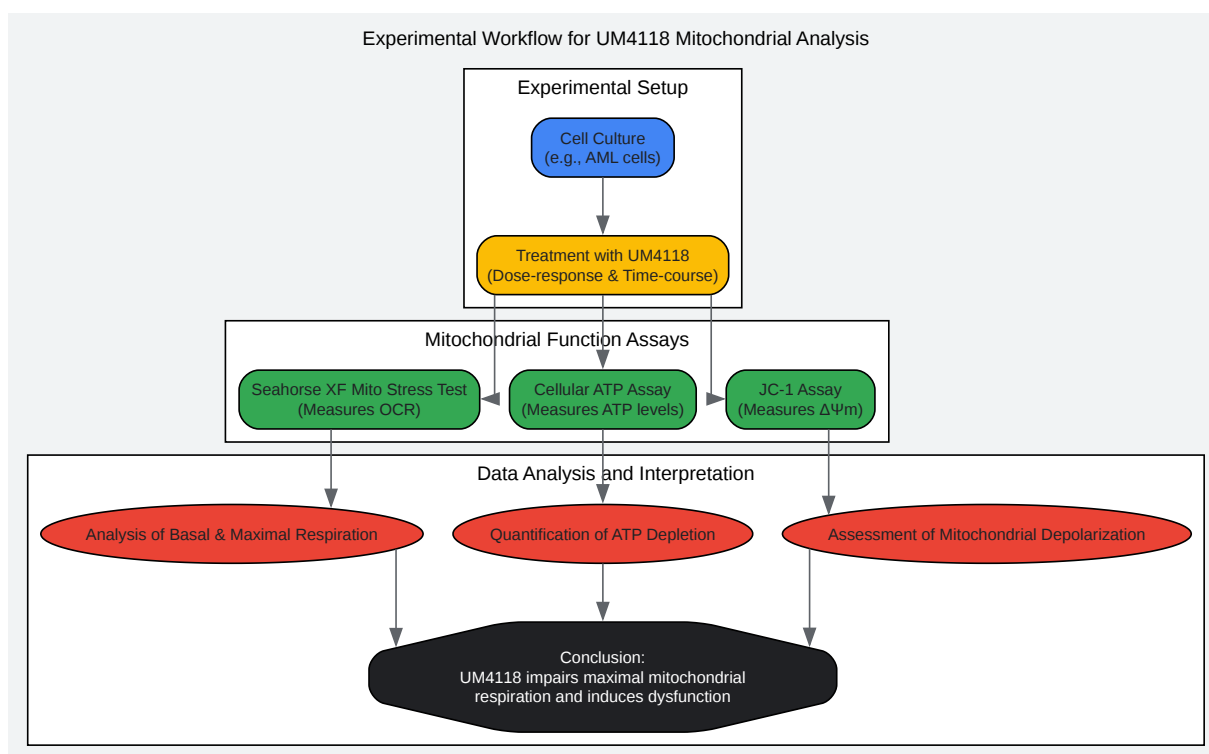 Experimental Workflow for UM4118 Mitochondrial Analysis
Experimental Setup
Cell Culture
(e.g., AML cells)
Treatment with UM4118
(Dose-response & Time-course)
Mitochondrial Function Assays
Seahorse XF Mito Stress Test
(Measures OCR)
Cellular ATP Assay
(Measures ATP levels)
JC-1 Assay
(Measures ΔΨm)
Data Analysis and Interpretation
Analysis of Basal & Maximal Respiration
Quantification of ATP Depletion
Assessment of Mitochondrial Depolarization
Conclusion:
UM4118 impairs maximal mitochondrial
respiration and induces dysfunction